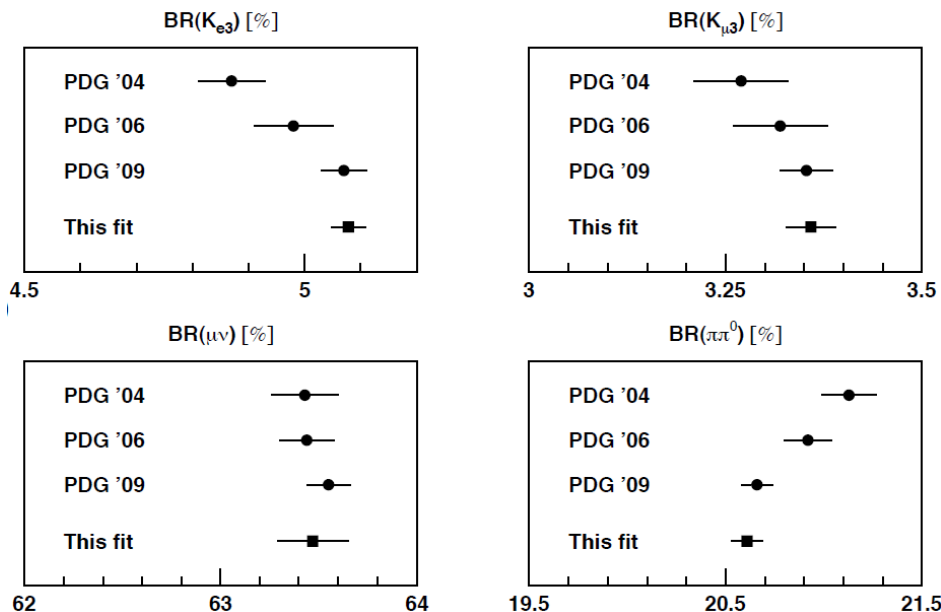 BR(K_e3) [%]
PDG '04
PDG '06
PDG '09
This fit
4.5 5
BR(K_μ3) [%]
PDG '04
PDG '06
PDG '09
This fit
3 3.25 3.5
BR(μν) [%]
PDG '04
PDG '06
PDG '09
This fit
62 63 64
BR(ππ⁰) [%]
PDG '04
PDG '06
PDG '09
This fit
19.5 20.5 21.5